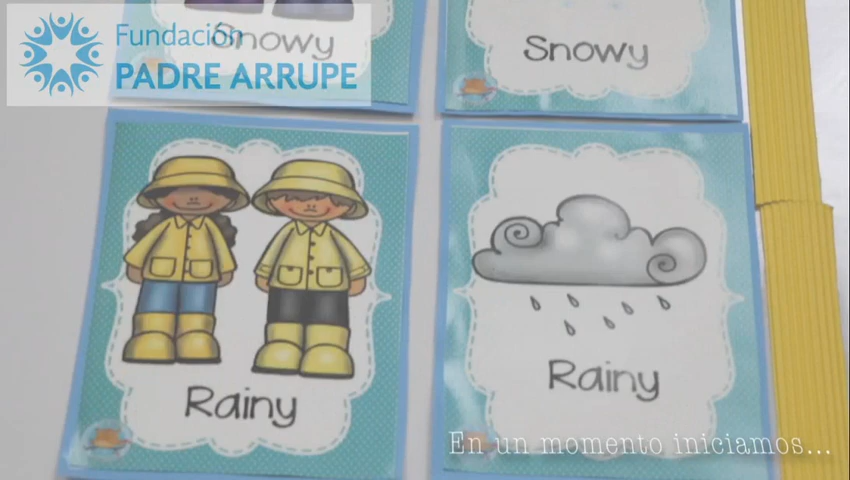 Fundación
PADRE ARRUPE
Snowy
Snowy
Rainy
Rainy
En un momento iniciamos...